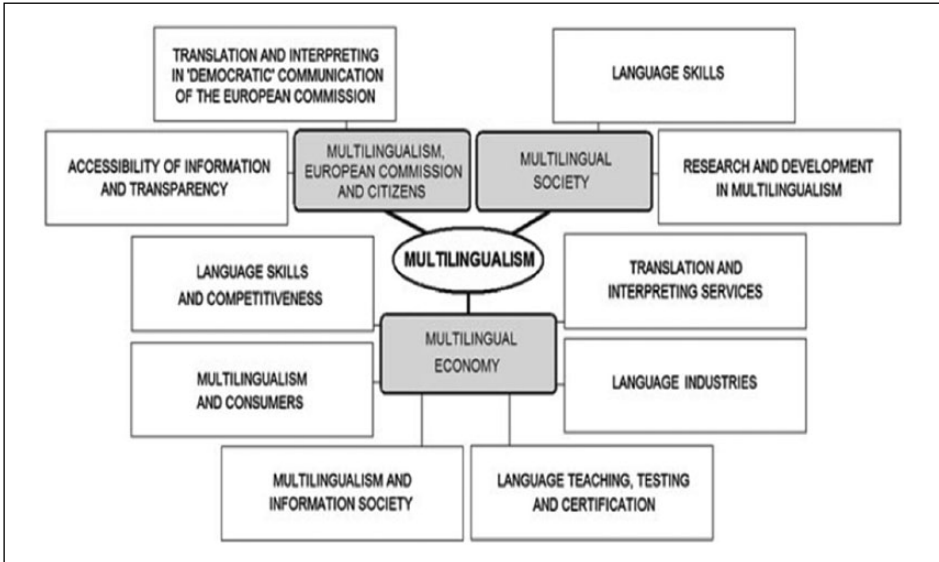 TRANSLATION AND INTERPRETING
IN 'DEMOCRATIC' COMMUNICATION
OF THE EUROPEAN COMMISSION
LANGUAGE SKILLS
ACCESSIBILITY OF INFORMATION
AND TRANSPARENCY
MULTILINGUALISM,
EUROPEAN COMMISSION
AND CITIZENS
MULTILINGUAL
SOCIETY
RESEARCH AND DEVELOPMENT
IN MULTILINGUALISM
MULTILINGUALISM
LANGUAGE SKILLS
AND COMPETITIVENESS
TRANSLATION AND
INTERPRETING SERVICES
MULTILINGUAL
ECONOMY
MULTILINGUALISM
AND CONSUMERS
LANGUAGE INDUSTRIES
MULTILINGUALISM AND
INFORMATION SOCIETY
LANGUAGE TEACHING, TESTING
AND CERTIFICATION